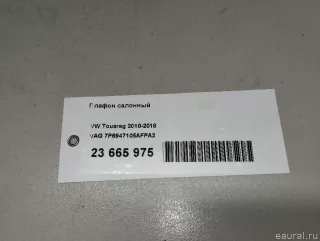 Плафон салонный
VW Touareg 2010-2018
VAG 7P6947105AFPA2
23 665 975
eaural.ru/